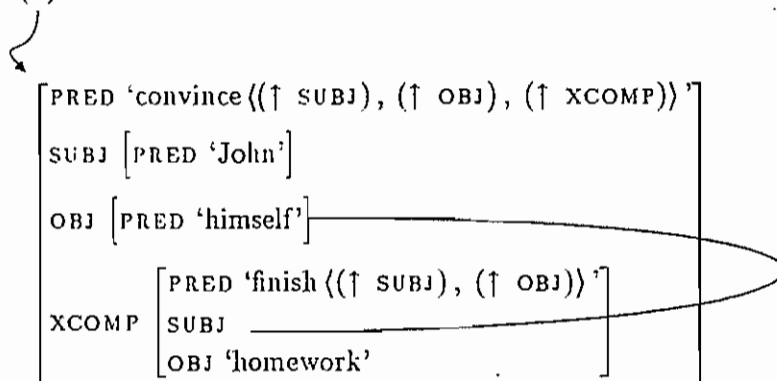 PRED ‘convince ⟨(↑ SUBJ), (↑ OBJ), (↑ XCOMP)⟩ ’
SUBJ [PRED ‘John’]
OBJ [PRED ‘himself’]
PRED ‘finish ⟨(↑ SUBJ), (↑ OBJ)⟩ ’
XCOMP SUBJ
OBJ ‘homework’